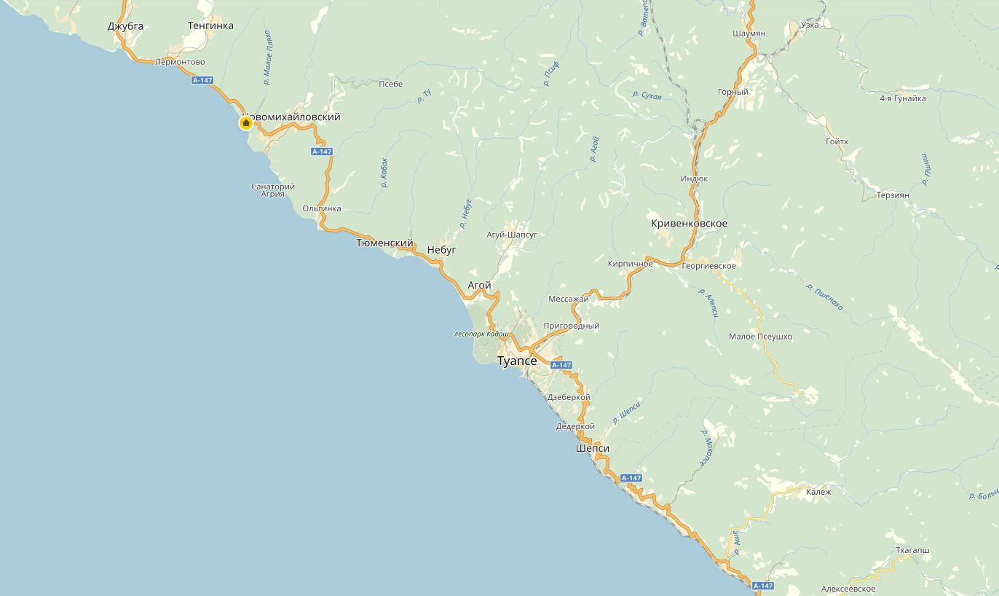 Джубга
Тенгинка
Шаумян
Узка
Лермонтово
р. Малое Пляхо
А-147
Псебе
р. Псиф
р. Ту
р. Сухая
Горный
4-я Гунайка
Новомихайловский
А-147
р. Агой
Гойтх
р. Кабак
Индюк
Санаторий
Агрия
Терзиян
Ольгинка
р. Небуг
Кривенковское
Агуй-Шапсуг
Тюменский
Небуг
Кирпичное
Георгиевское
Агой
Мессажай
р. Алепси
р. Пшенахо
Пригородный
лесопарк Кадош
Малое Псеушхо
Туапсе
А-147
Дзеберкой
р. Шепси
Дедеркой
Шепси
р. Макопсе
А-147
Калеж
р. Аше
Тхагапш
А-147
Алексеевское